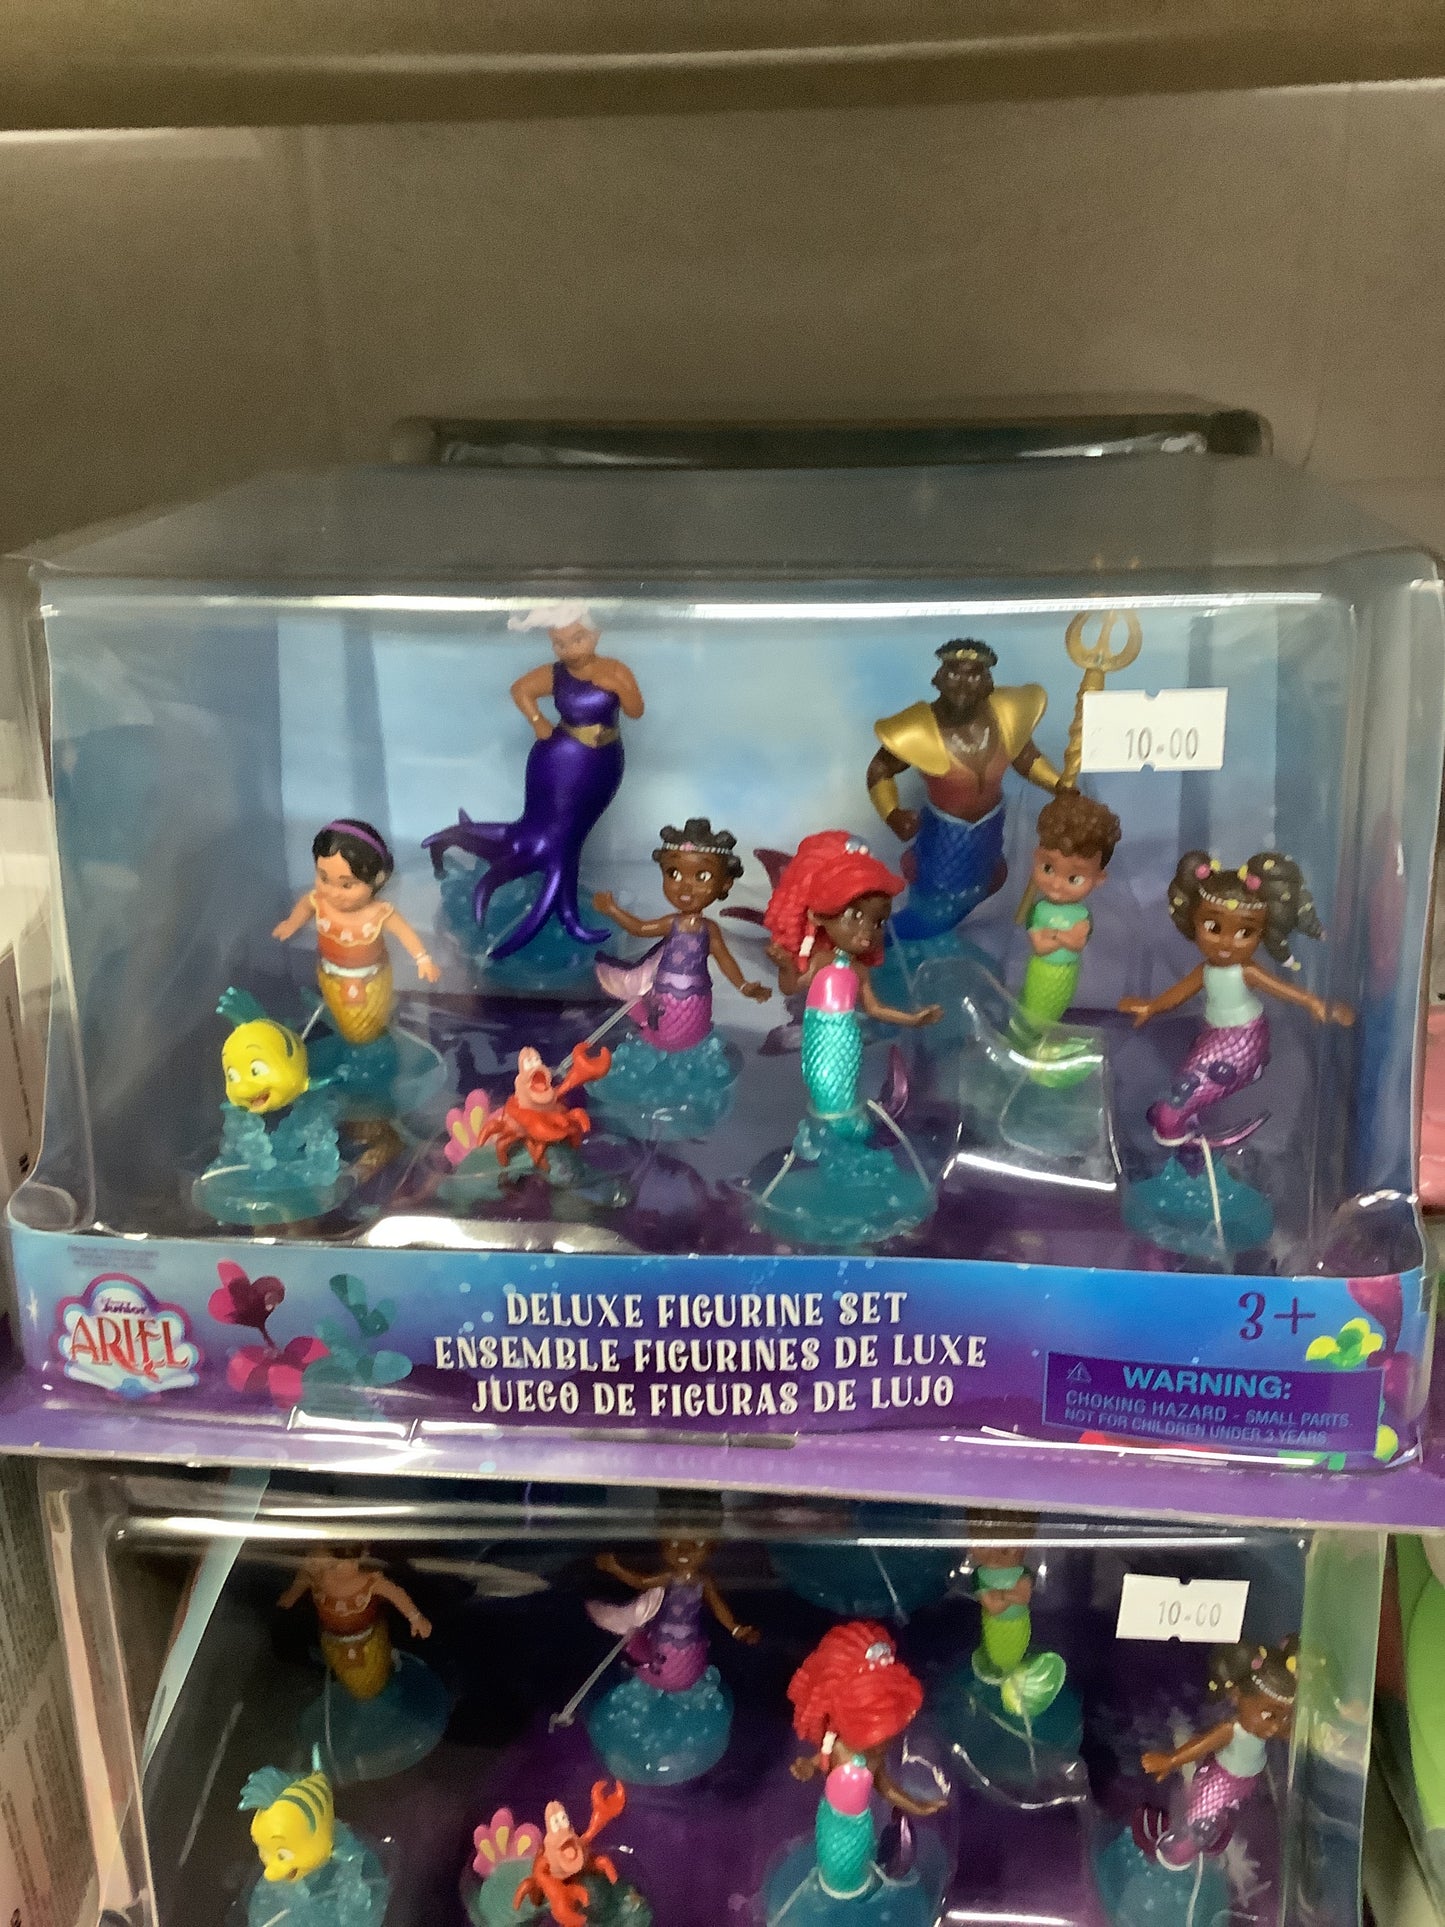 10.00
Disney
Junior
ARIEL
DELUXE FIGURINE SET
ENSEMBLE FIGURINES DE LUXE
JUEGO DE FIGURAS DE LUJO
3+
WARNING:
CHOKING HAZARD - SMALL PARTS.
NOT FOR CHILDREN UNDER 3 YEARS
10.00